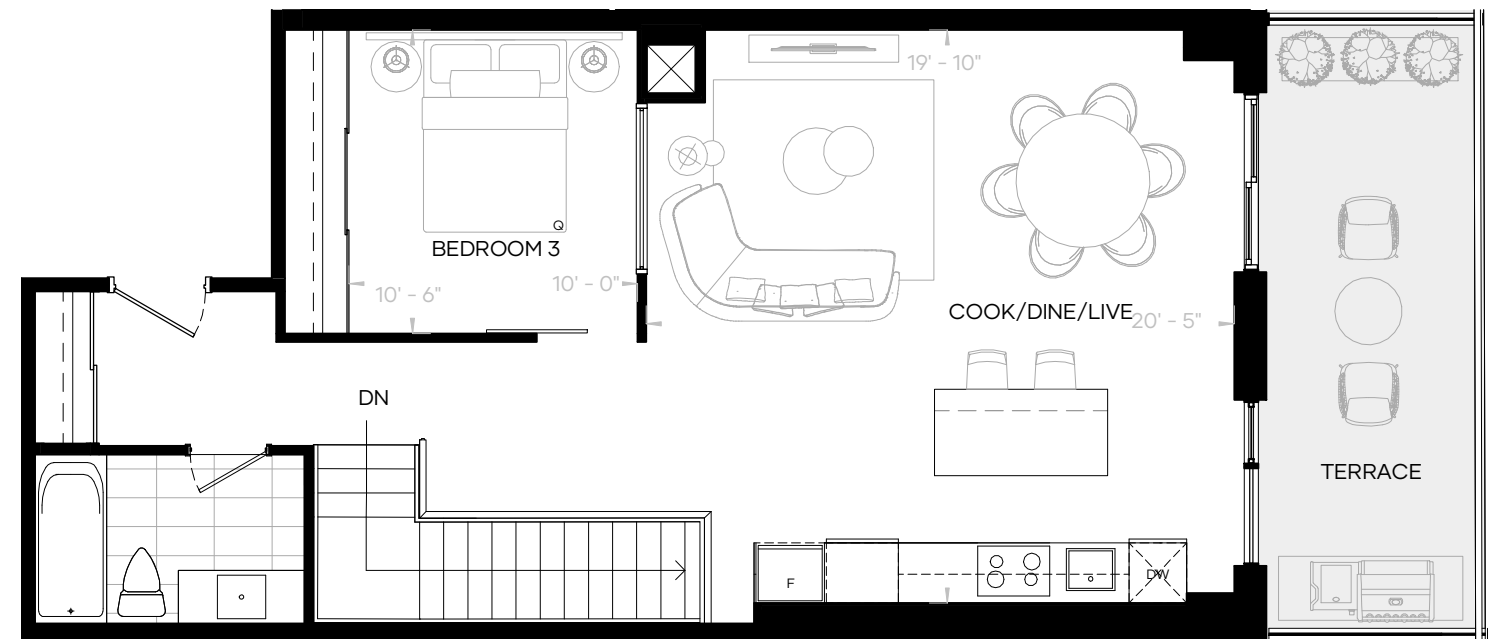 19' - 10"
Q
BEDROOM 3
10' - 6"
10' - 0"
COOK/DINE/LIVE
20' - 5"
DN
TERRACE
F
DW